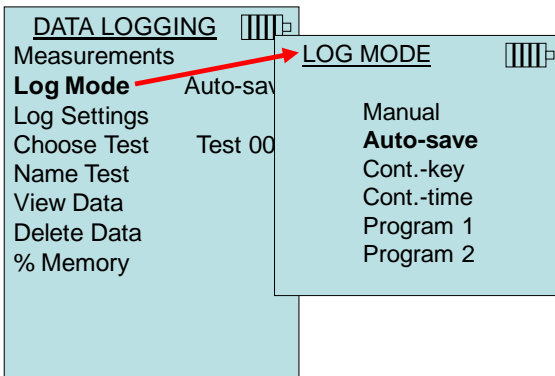 DATA LOGGING
Measurements
Log Mode
Log Settings
Choose Test
Name Test
View Data
Delete Data
% Memory
LOG MODE
Manual
Auto-save
Cont.-key
Cont.-time
Program 1
Program 2